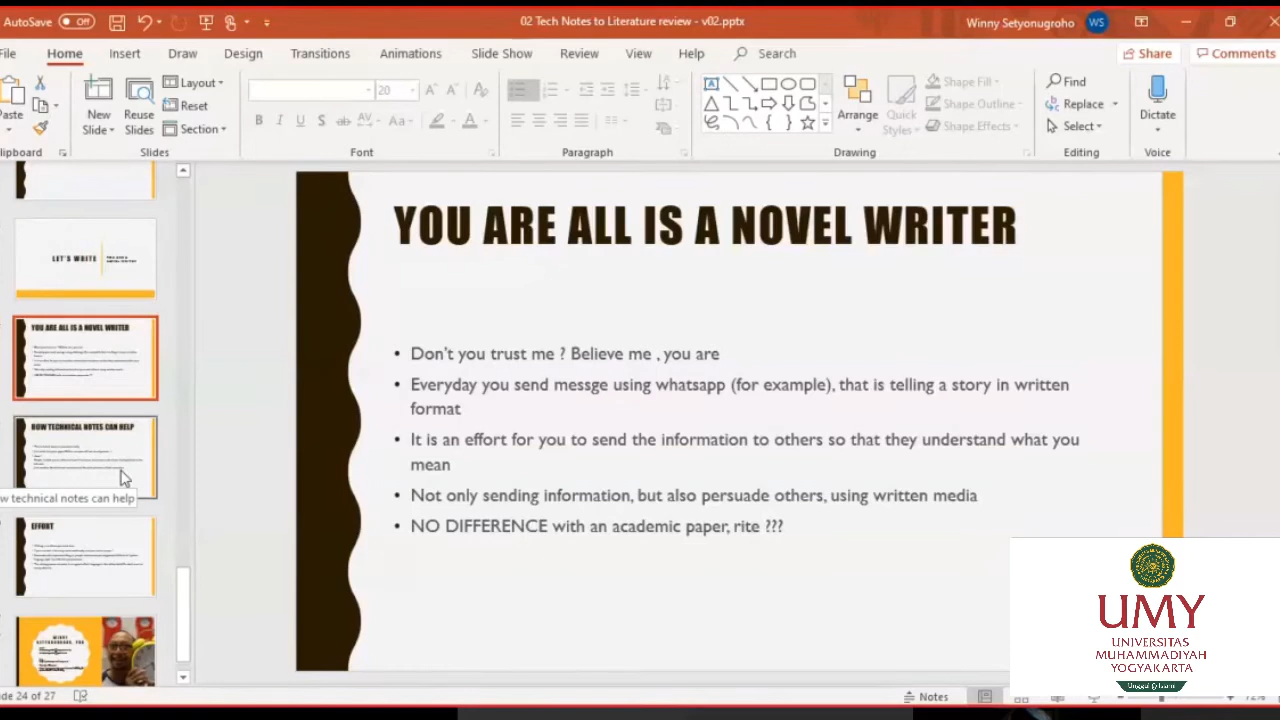 AutoSave Off
02 Tech Notes to Literature review - v02.pptx
Winny Setyonugroho WS
File Home Insert Draw Design Transitions Animations Slide Show Review View Help Search Share Comments
Paste
New Slide
Reuse Slides
Layout
Reset
Section
20
Arrange
Quick Styles
Shape Fill
Shape Outline
Shape Effects
Find
Replace
Select
Dictate
lipboard Slides Font Paragraph Drawing Editing Voice
LET'S WRITE
YOU ARE ALL IS A NOVEL WRITER
HOW TECHNICAL NOTES CAN HELP
w technical notes can help
EFFORT
YOU ARE ALL IS A NOVEL WRITER
• Don't you trust me ? Believe me , you are
• Everyday you send messge using whatsapp (for example), that is telling a story in written
format
• It is an effort for you to send the information to others so that they understand what you
mean
• Not only sending information, but also persuade others, using written media
• NO DIFFERENCE with an academic paper, rite ???
UMY
UNIVERSITAS
MUHAMMADIYAH
YOGYAKARTA
Unggul & Islami
ide 24 of 27
Notes
72%